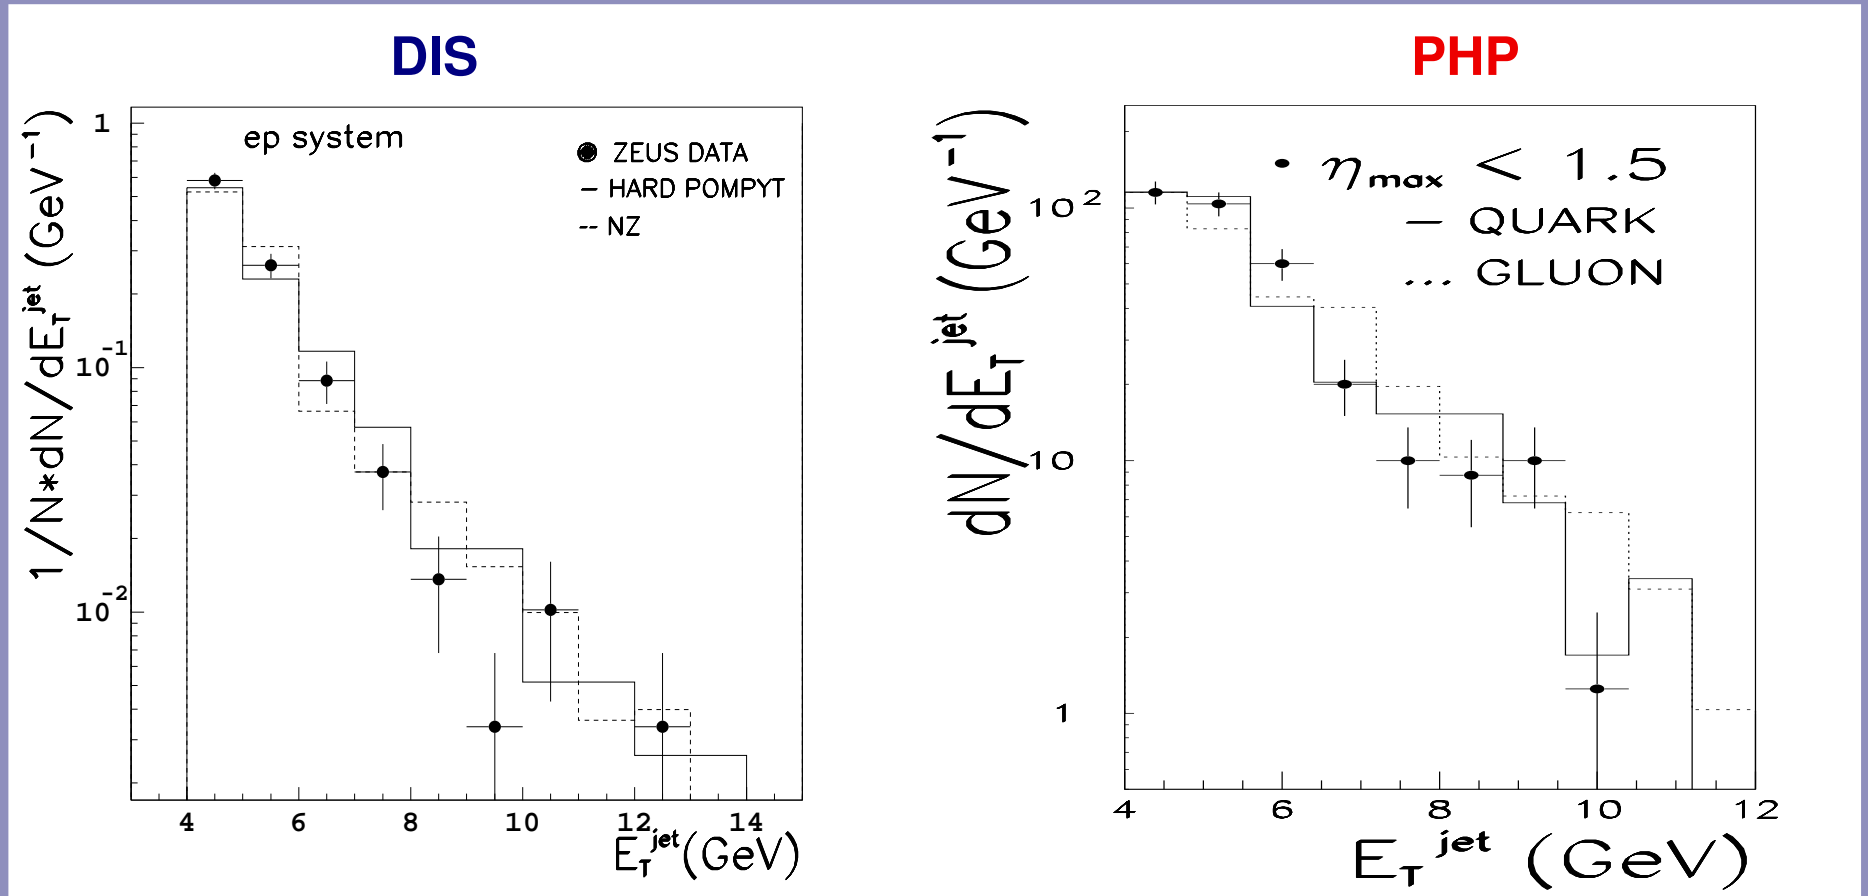 DIS
PHP
1/N*dN/dE_T^jet (GeV^-1)
ep system
ZEUS DATA
– HARD POMPYT
-- NZ
1
10^-1
10^-2
4 6 8 10 12 14
E_T^jet (GeV)
dN/dE_T^jet (GeV^-1)
• η_max < 1.5
— QUARK
... GLUON
10^2
10
1
4 6 8 10 12
E_T^jet (GeV)